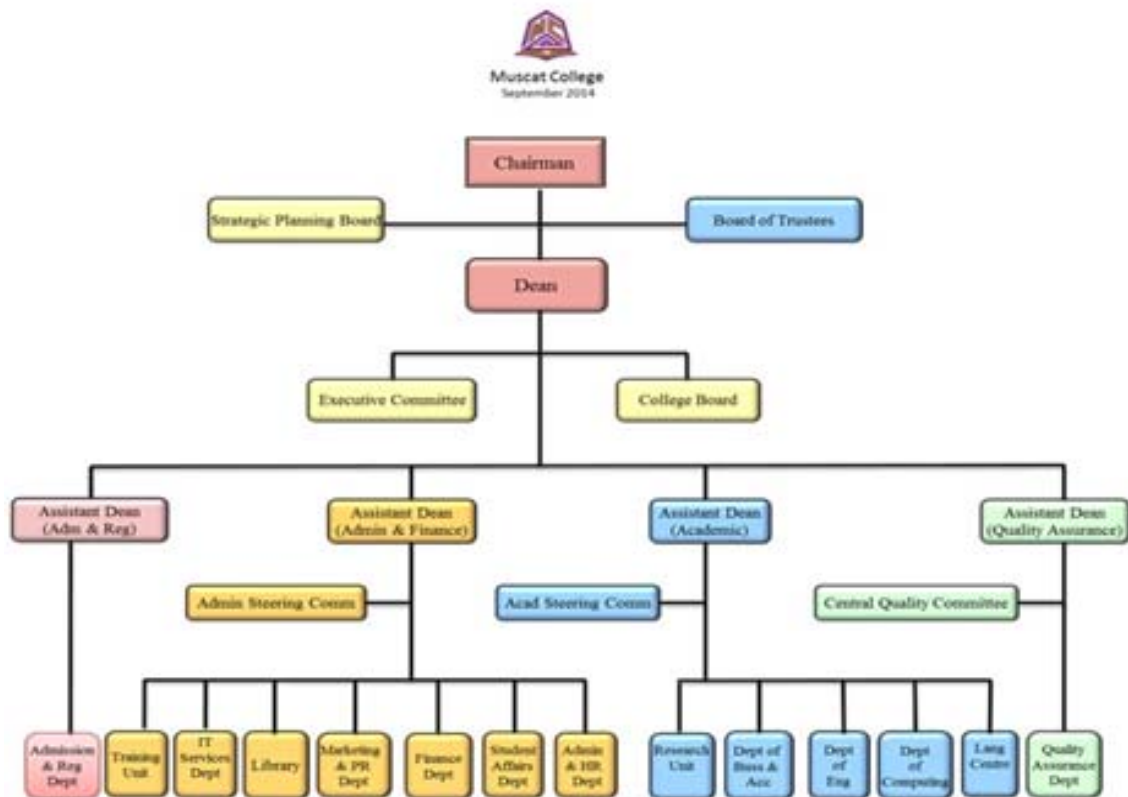 Muscat College
September 2014
Chairman
Strategic Planning Board
Board of Trustees
Dean
Executive Committee
College Board
Assistant Dean
(Adm & Reg)
Assistant Dean
(Admin & Finance)
Assistant Dean
(Academic)
Assistant Dean
(Quality Assurance)
Admin Steering Comm
Acad Steering Comm
Central Quality Committee
Admission
& Reg
Dept
Training
Unit
IT
Services
Dept
Library
Marketing
& PR
Dept
Finance
Dept
Student
Affairs
Dept
Admin
& HR Dept
Research
Unit
Dept of
Buss &
Acc
Dept
of
Eng
Dept
of
Computing
Lang
Centre
Quality
Assurance
Dept